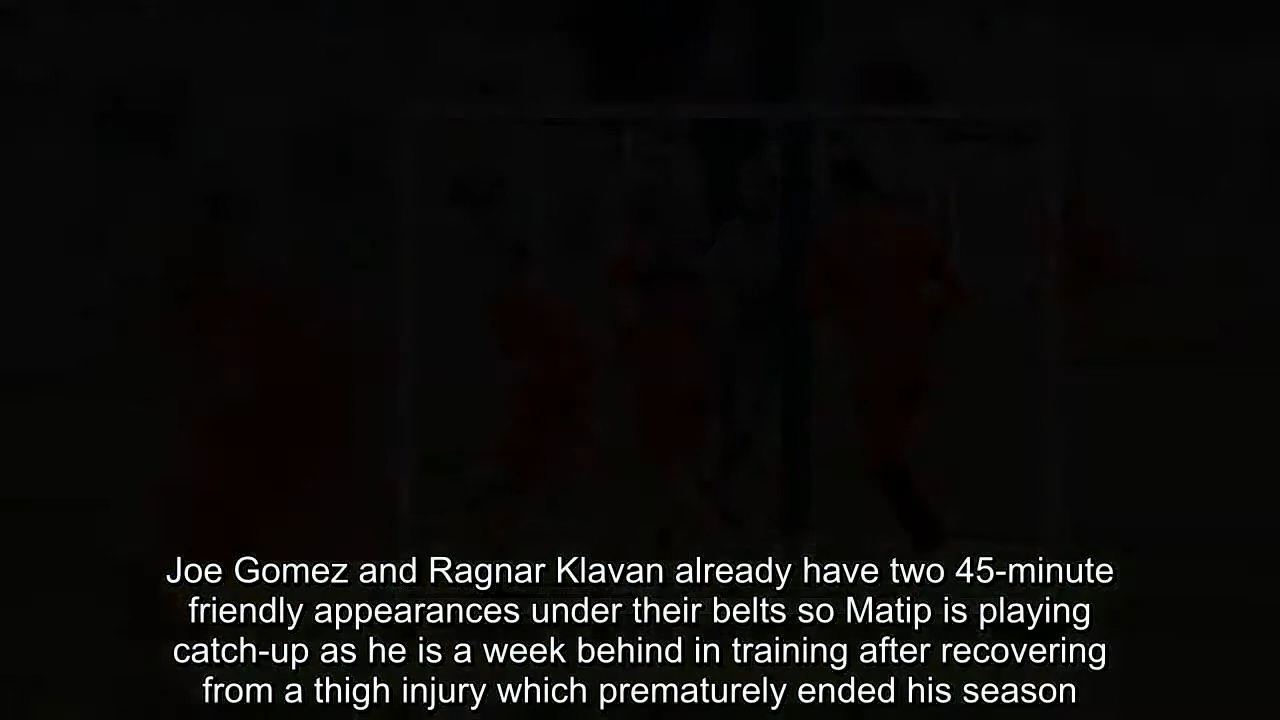 Joe Gomez and Ragnar Klavan already have two 45-minute
friendly appearances under their belts so Matip is playing
catch-up as he is a week behind in training after recovering
from a thigh injury which prematurely ended his season